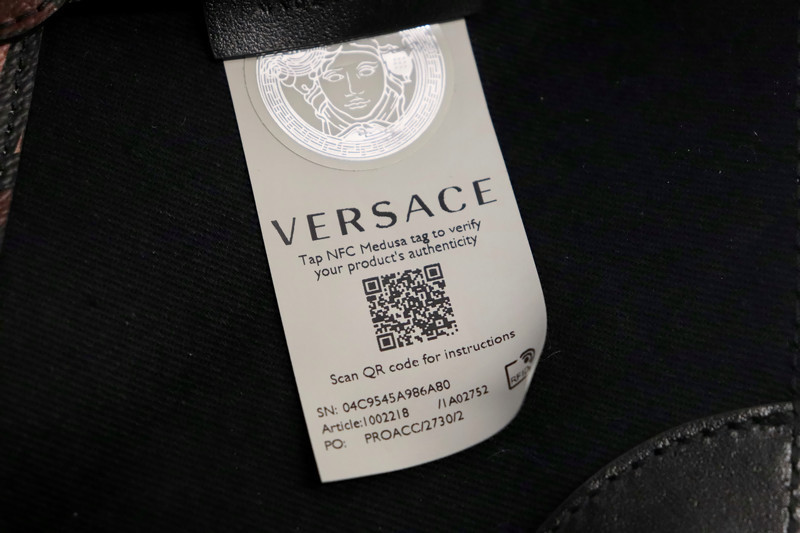 VERSACE
Tap NFC Medusa tag to verify
your product's authenticity
Scan QR code for instructions
RFID
SN: 04C9545A986A80
Article:1002218 /1A02752
PO: PROACC/2730/2